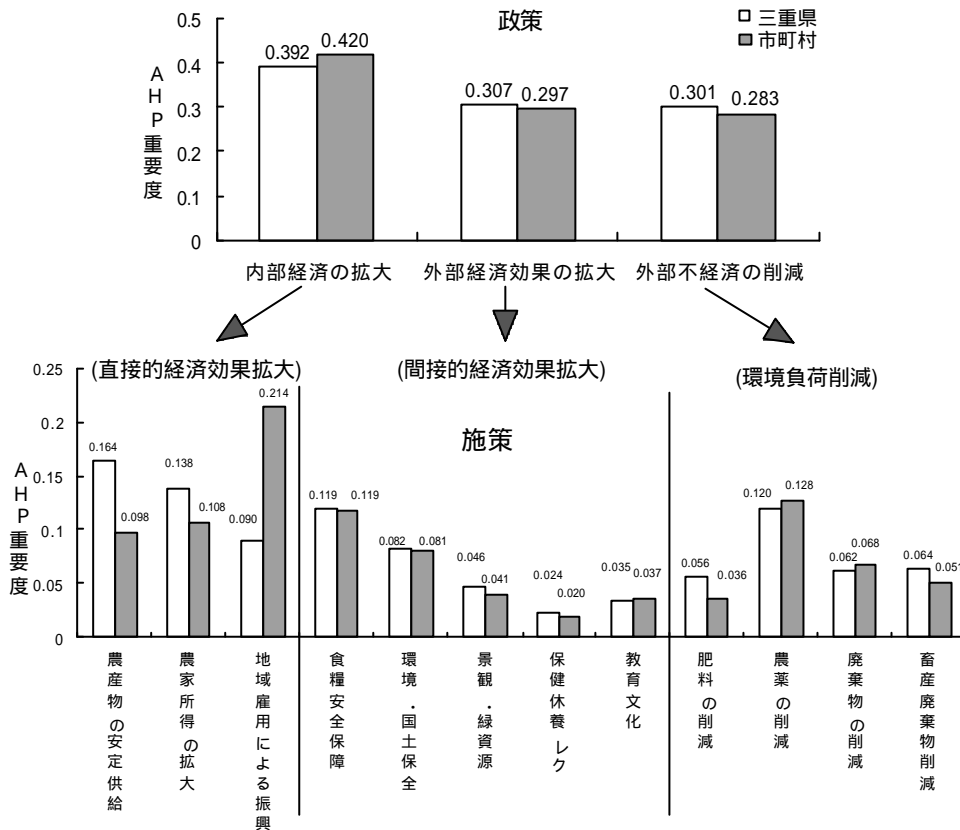 政策
三重県
市町村
AHP重要度
0.5
0.4
0.3
0.2
0.1
0
0.392
0.420
0.307
0.297
0.301
0.283
内部経済の拡大
外部経済効果の拡大
外部不経済の削減
(直接的経済効果拡大)
(間接的経済効果拡大)
(環境負荷削減)
施策
AHP重要度
0.25
0.2
0.15
0.1
0.05
0
0.164
0.098
0.138
0.108
0.090
0.214
0.119
0.119
0.082
0.081
0.046
0.041
0.024
0.020
0.035
0.037
0.056
0.036
0.120
0.128
0.062
0.068
0.064
0.051
農産物の安定供給
農家所得の拡大
地域雇用による振興
食糧安全保障
環境・国土保全
景観・緑資源
保健休養レク
教育文化
肥料の削減
農薬の削減
廃棄物の削減
畜産廃棄物削減